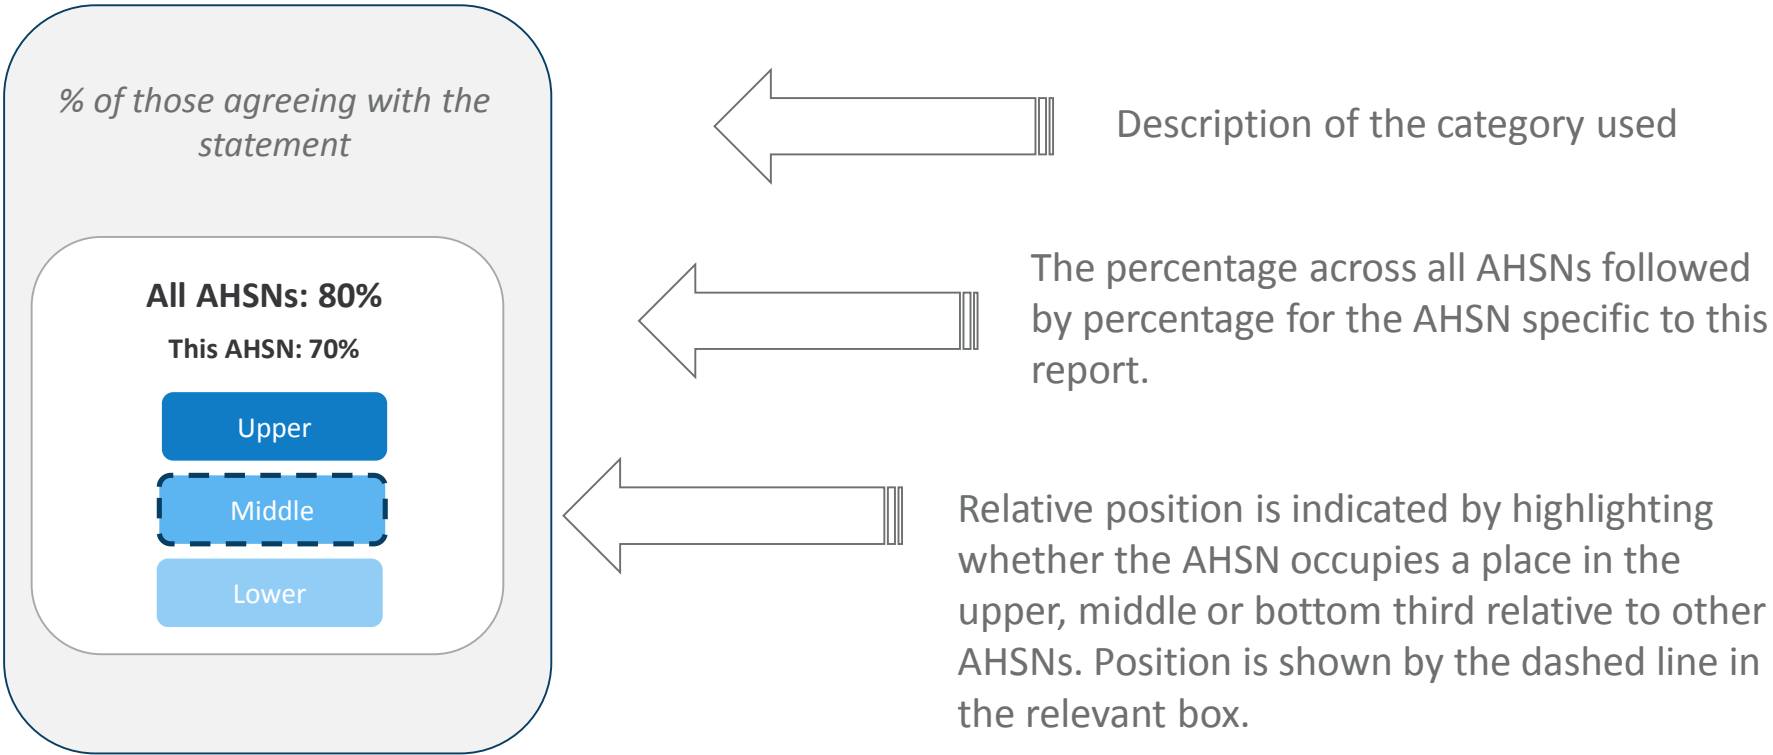 % of those agreeing with the
statement
All AHSNs: 80%
This AHSN: 70%
Upper
Middle
Lower
Description of the category used
The percentage across all AHSNs followed
by percentage for the AHSN specific to this
report.
Relative position is indicated by highlighting
whether the AHSN occupies a place in the
upper, middle or bottom third relative to other
AHSNs. Position is shown by the dashed line in
the relevant box.